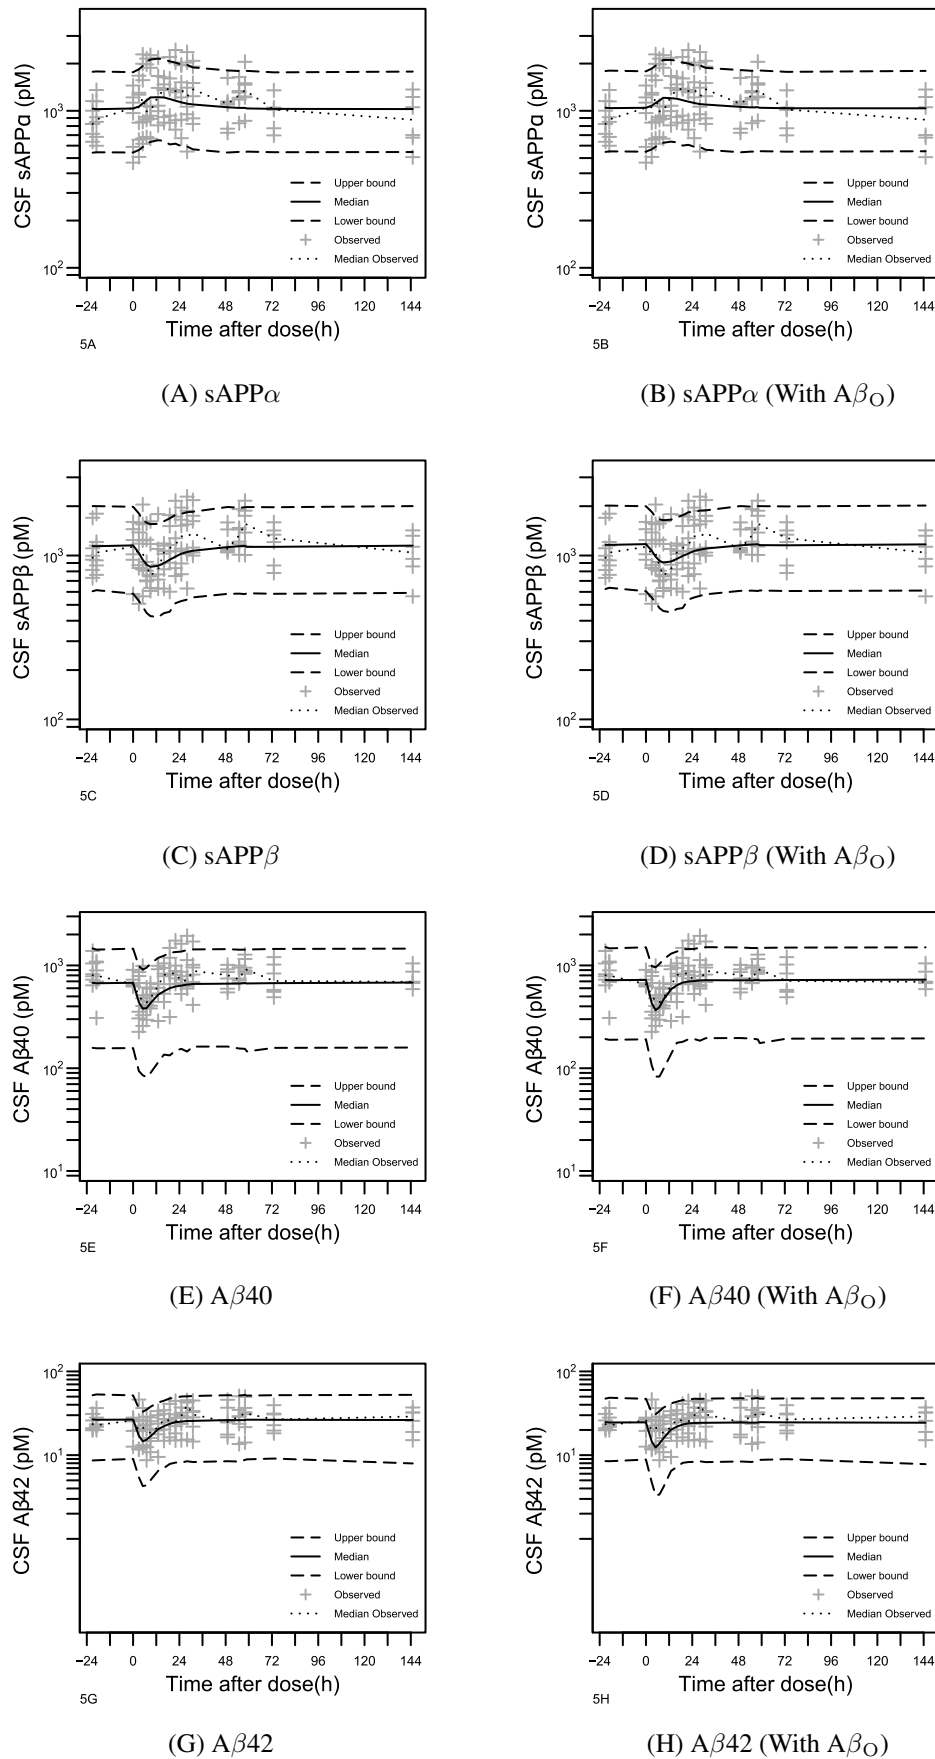 CSF sAPPα (pM)
10³
10²
Upper bound
Median
Lower bound
Observed
Median Observed
−24 0 24 48 72 96 120 144
Time after dose(h)
5A
(A) sAPPα
CSF sAPPα (pM)
10³
10²
Upper bound
Median
Lower bound
Observed
Median Observed
−24 0 24 48 72 96 120 144
Time after dose(h)
5B
(B) sAPPα (With Aβ_O)
CSF sAPPβ (pM)
10³
10²
Upper bound
Median
Lower bound
Observed
Median Observed
−24 0 24 48 72 96 120 144
Time after dose(h)
5C
(C) sAPPβ
CSF sAPPβ (pM)
10³
10²
Upper bound
Median
Lower bound
Observed
Median Observed
−24 0 24 48 72 96 120 144
Time after dose(h)
5D
(D) sAPPβ (With Aβ_O)
CSF Aβ40 (pM)
10³
10²
10¹
Upper bound
Median
Lower bound
Observed
Median Observed
−24 0 24 48 72 96 120 144
Time after dose(h)
5E
(E) Aβ40
CSF Aβ40 (pM)
10³
10²
10¹
Upper bound
Median
Lower bound
Observed
Median Observed
−24 0 24 48 72 96 120 144
Time after dose(h)
5F
(F) Aβ40 (With Aβ_O)
CSF Aβ42 (pM)
10²
10¹
Upper bound
Median
Lower bound
Observed
Median Observed
−24 0 24 48 72 96 120 144
Time after dose(h)
5G
(G) Aβ42
CSF Aβ42 (pM)
10²
10¹
Upper bound
Median
Lower bound
Observed
Median Observed
−24 0 24 48 72 96 120 144
Time after dose(h)
5H
(H) Aβ42 (With Aβ_O)